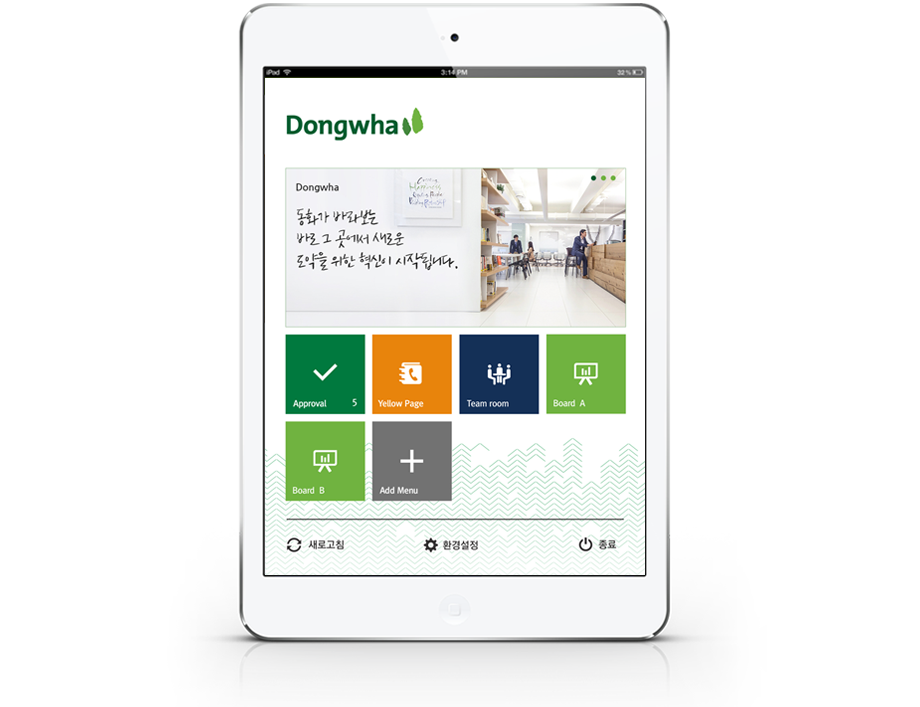 iPad 3:14 PM 32%
Dongwha
Dongwha
Creating
Happiness
동화가 바라보는
바로 그 곳에서 새로운
도약을 위한 혁신이 시작됩니다.
Approval 5
Yellow Page
Team room
Board A
Board B
Add Menu
새로고침
환경설정
종료